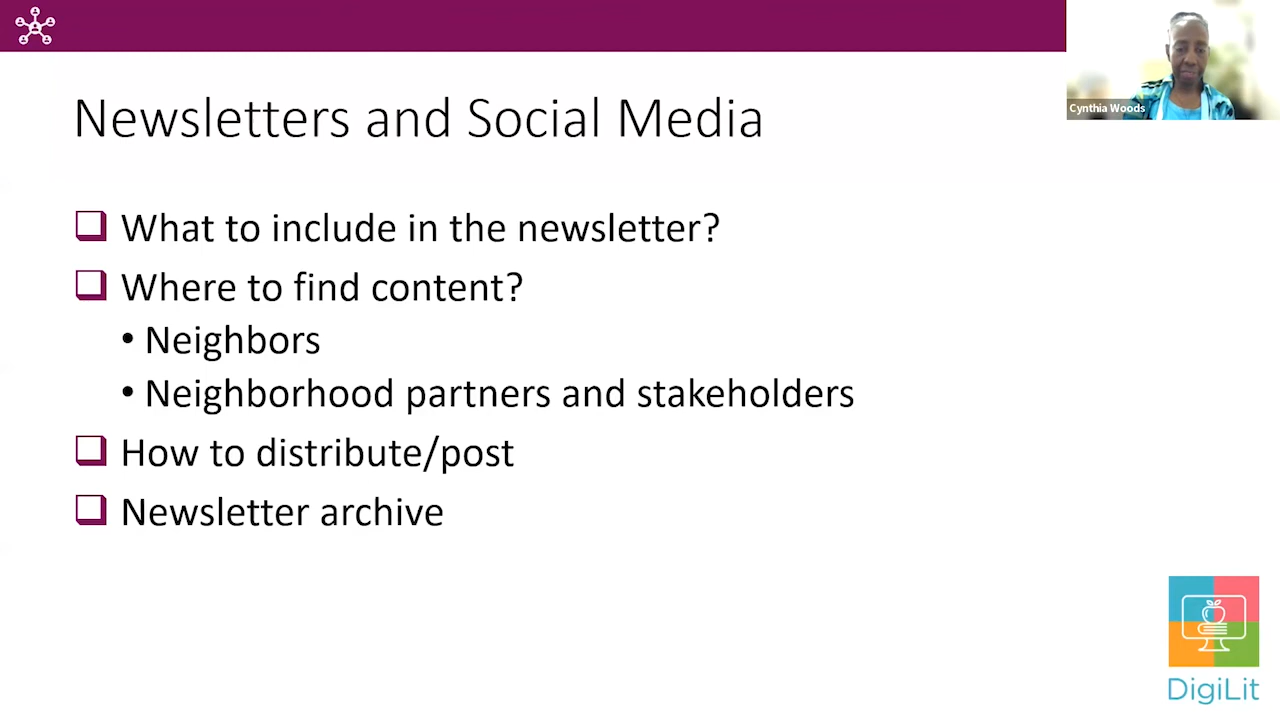 Cynthia Woods
Newsletters and Social Media
What to include in the newsletter?
Where to find content?
• Neighbors
• Neighborhood partners and stakeholders
How to distribute/post
Newsletter archive
DigiLit